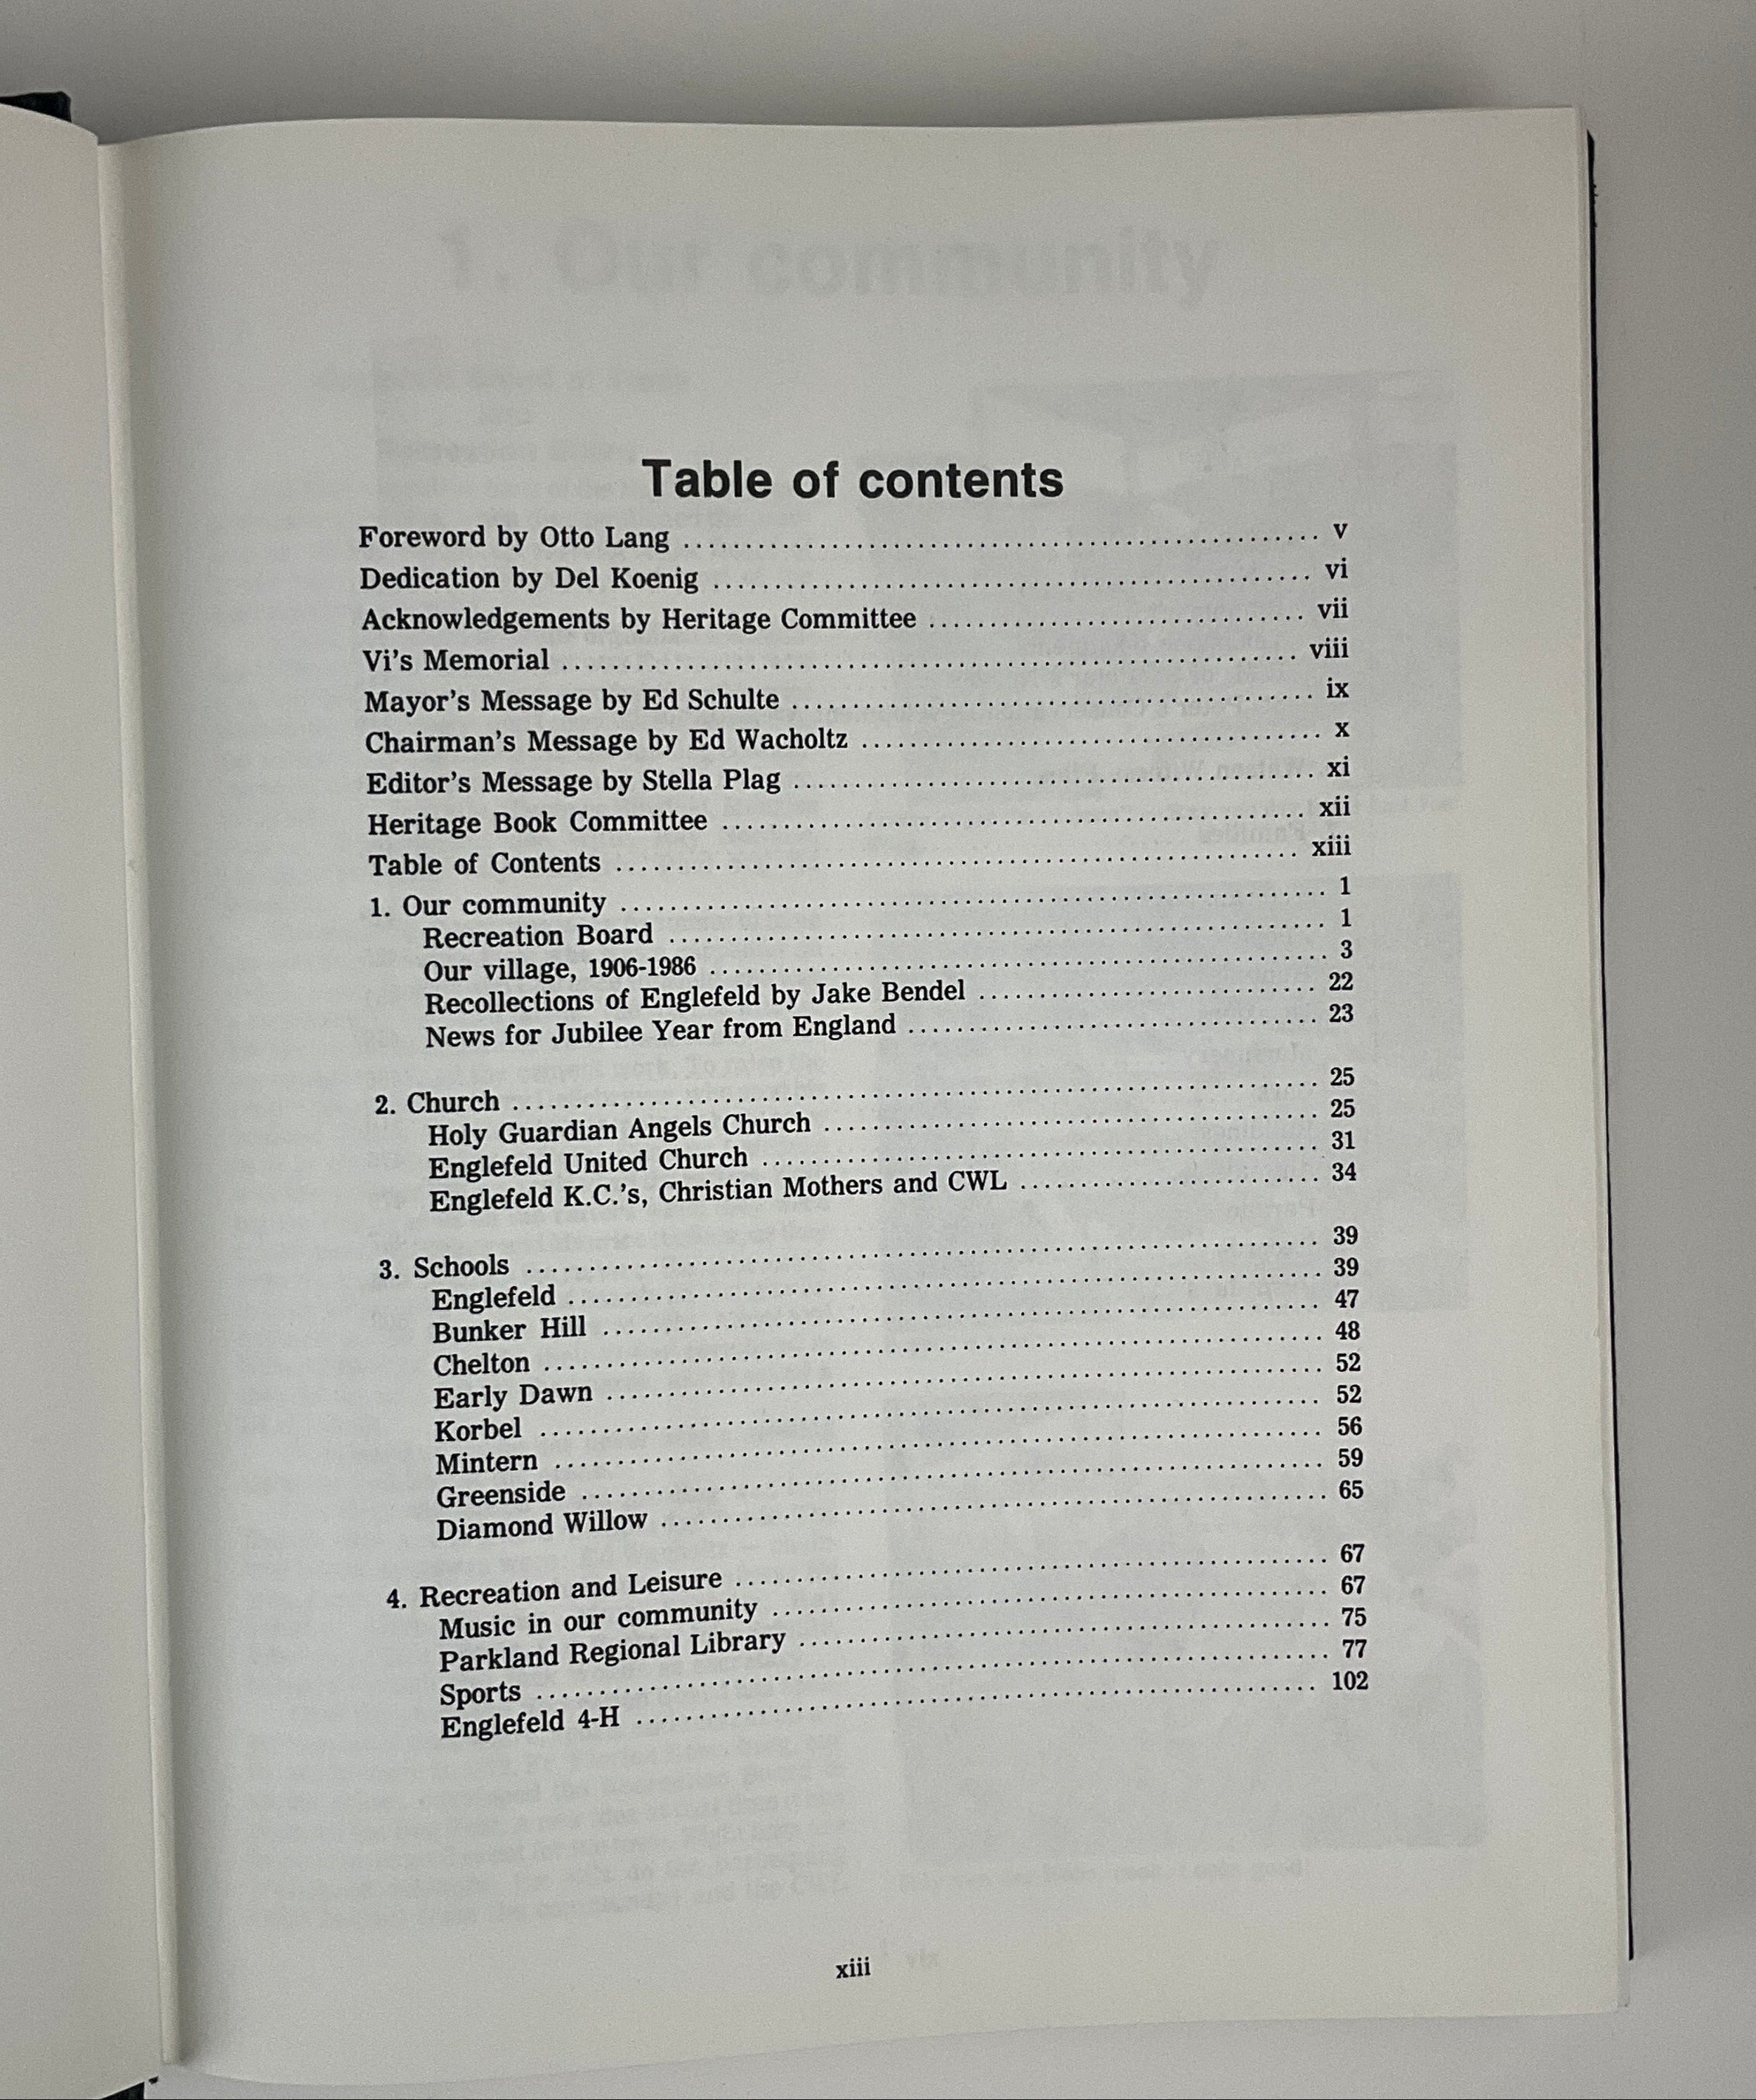 1. Our community
Table of contents
Foreword by Otto Lang .......... v
Dedication by Del Koenig .......... vi
Acknowledgements by Heritage Committee .......... vii
Vi's Memorial .......... viii
Mayor's Message by Ed Schulte .......... ix
Chairman's Message by Ed Wacholtz .......... x
Editor's Message by Stella Plag .......... xi
Heritage Book Committee .......... xii
Table of Contents .......... xiii
1. Our community .......... 1
Recreation Board .......... 1
Our village, 1906-1986 .......... 3
Recollections of Englefeld by Jake Bendel .......... 22
News for Jubilee Year from England .......... 23
2. Church .......... 25
Holy Guardian Angels Church .......... 25
Englefeld United Church .......... 31
Englefeld K.C.'s, Christian Mothers and CWL .......... 34
3. Schools .......... 39
Englefeld .......... 39
Bunker Hill .......... 47
Chelton .......... 48
Early Dawn .......... 52
Korbel .......... 52
Mintern .......... 56
Greenside .......... 59
Diamond Willow .......... 65
4. Recreation and Leisure .......... 67
Music in our community .......... 67
Parkland Regional Library .......... 75
Sports .......... 77
Englefeld 4-H .......... 102
xiii